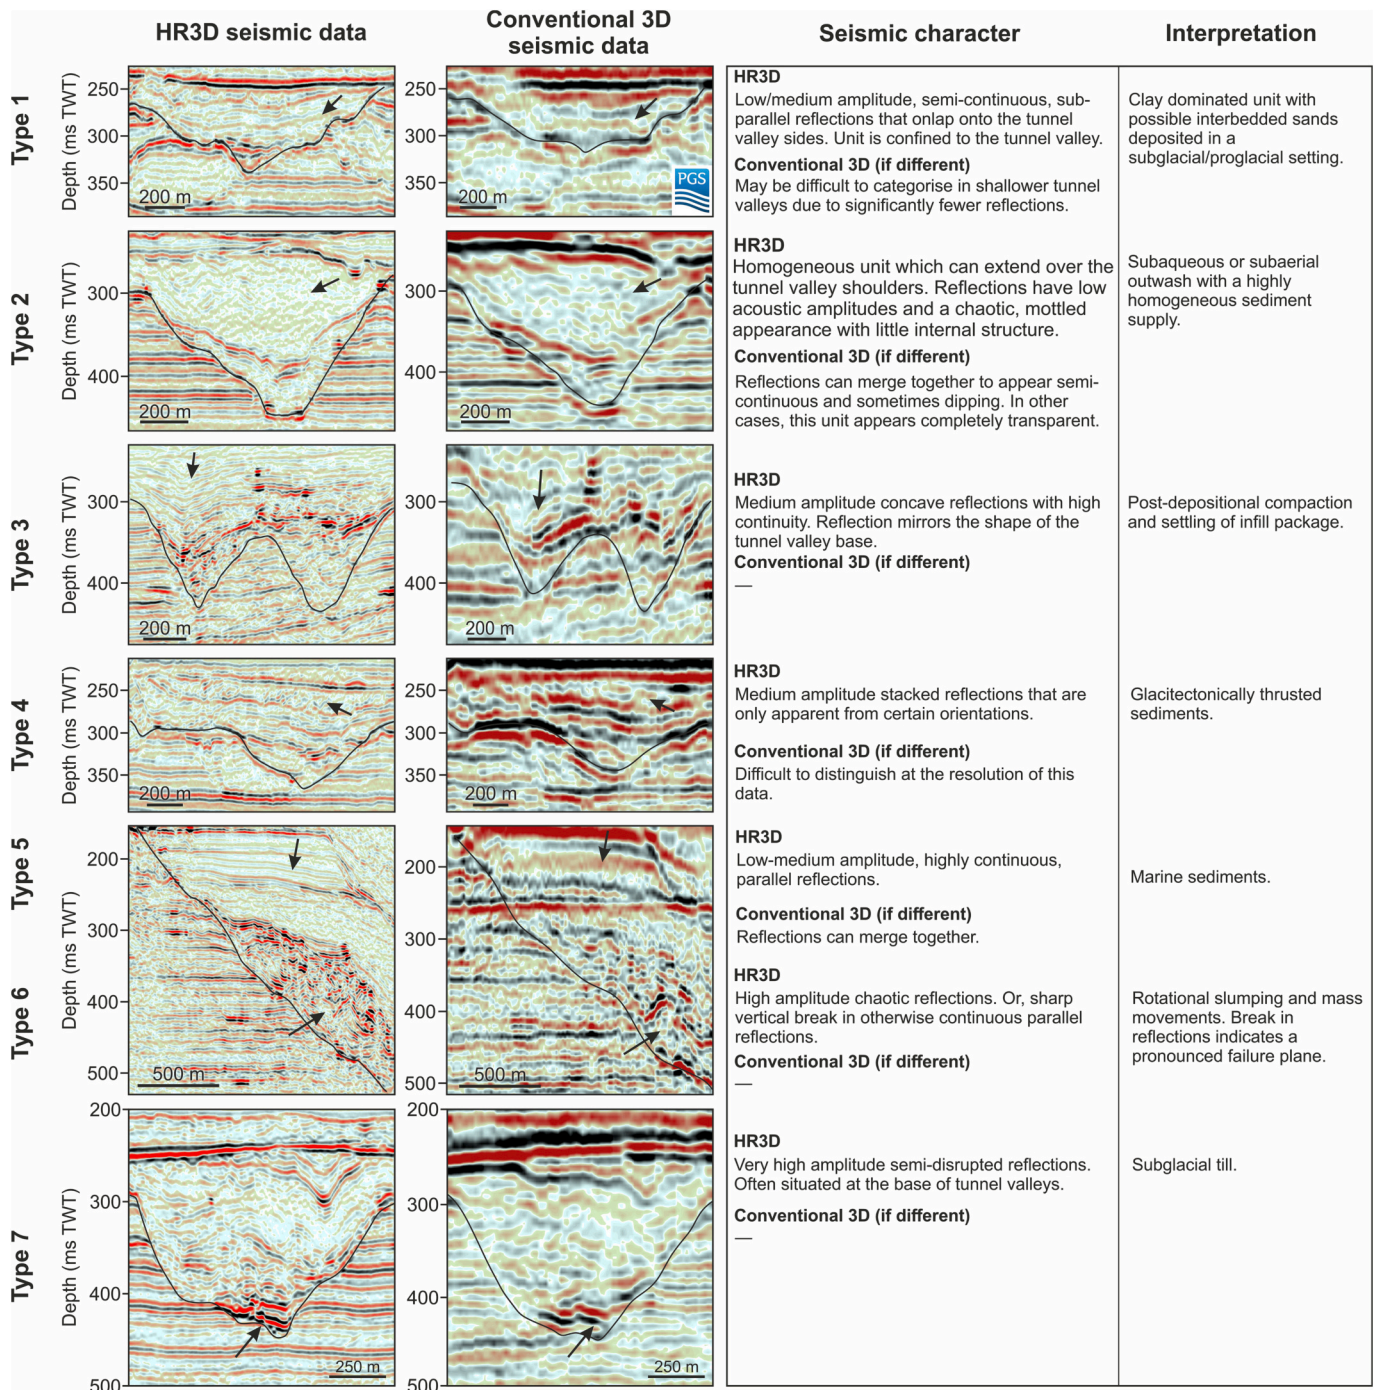 HR3D seismic data
Conventional 3D
seismic data
Seismic character
Interpretation
Type 1
Depth (ms TWT)
250
300
350
200 m
250
300
350
200 m
PGS
HR3D
Low/medium amplitude, semi-continuous, sub-
parallel reflections that onlap onto the tunnel
valley sides. Unit is confined to the tunnel valley.
Conventional 3D (if different)
May be difficult to categorise in shallower tunnel
valleys due to significantly fewer reflections.
Clay dominated unit with
possible interbedded sands
deposited in a
subglacial/proglacial setting.
Type 2
Depth (ms TWT)
300
400
200 m
300
400
200 m
HR3D
Homogeneous unit which can extend over the
tunnel valley shoulders. Reflections have low
acoustic amplitudes and a chaotic, mottled
appearance with little internal structure.
Conventional 3D (if different)
Reflections can merge together to appear semi-
continuous and sometimes dipping. In other
cases, this unit appears completely transparent.
Subaqueous or subaerial
outwash with a highly
homogeneous sediment
supply.
Type 3
Depth (ms TWT)
300
400
200 m
300
400
200 m
HR3D
Medium amplitude concave reflections with high
continuity. Reflection mirrors the shape of the
tunnel valley base.
Conventional 3D (if different)
—
Post-depositional compaction
and settling of infill package.
Type 4
Depth (ms TWT)
250
300
350
200 m
250
300
350
200 m
HR3D
Medium amplitude stacked reflections that are
only apparent from certain orientations.
Conventional 3D (if different)
Difficult to distinguish at the resolution of this
data.
Glacitectonically thrusted
sediments.
Type 5
Type 6
Depth (ms TWT)
200
300
400
500
500 m
200
300
400
500
500 m
HR3D
Low-medium amplitude, highly continuous,
parallel reflections.
Conventional 3D (if different)
Reflections can merge together.
Marine sediments.
HR3D
High amplitude chaotic reflections. Or, sharp
vertical break in otherwise continuous parallel
reflections.
Conventional 3D (if different)
—
Rotational slumping and mass
movements. Break in
reflections indicates a
pronounced failure plane.
Type 7
Depth (ms TWT)
200
300
400
500
250 m
200
300
400
500
250 m
HR3D
Very high amplitude semi-disrupted reflections.
Often situated at the base of tunnel valleys.
Conventional 3D (if different)
—
Subglacial till.